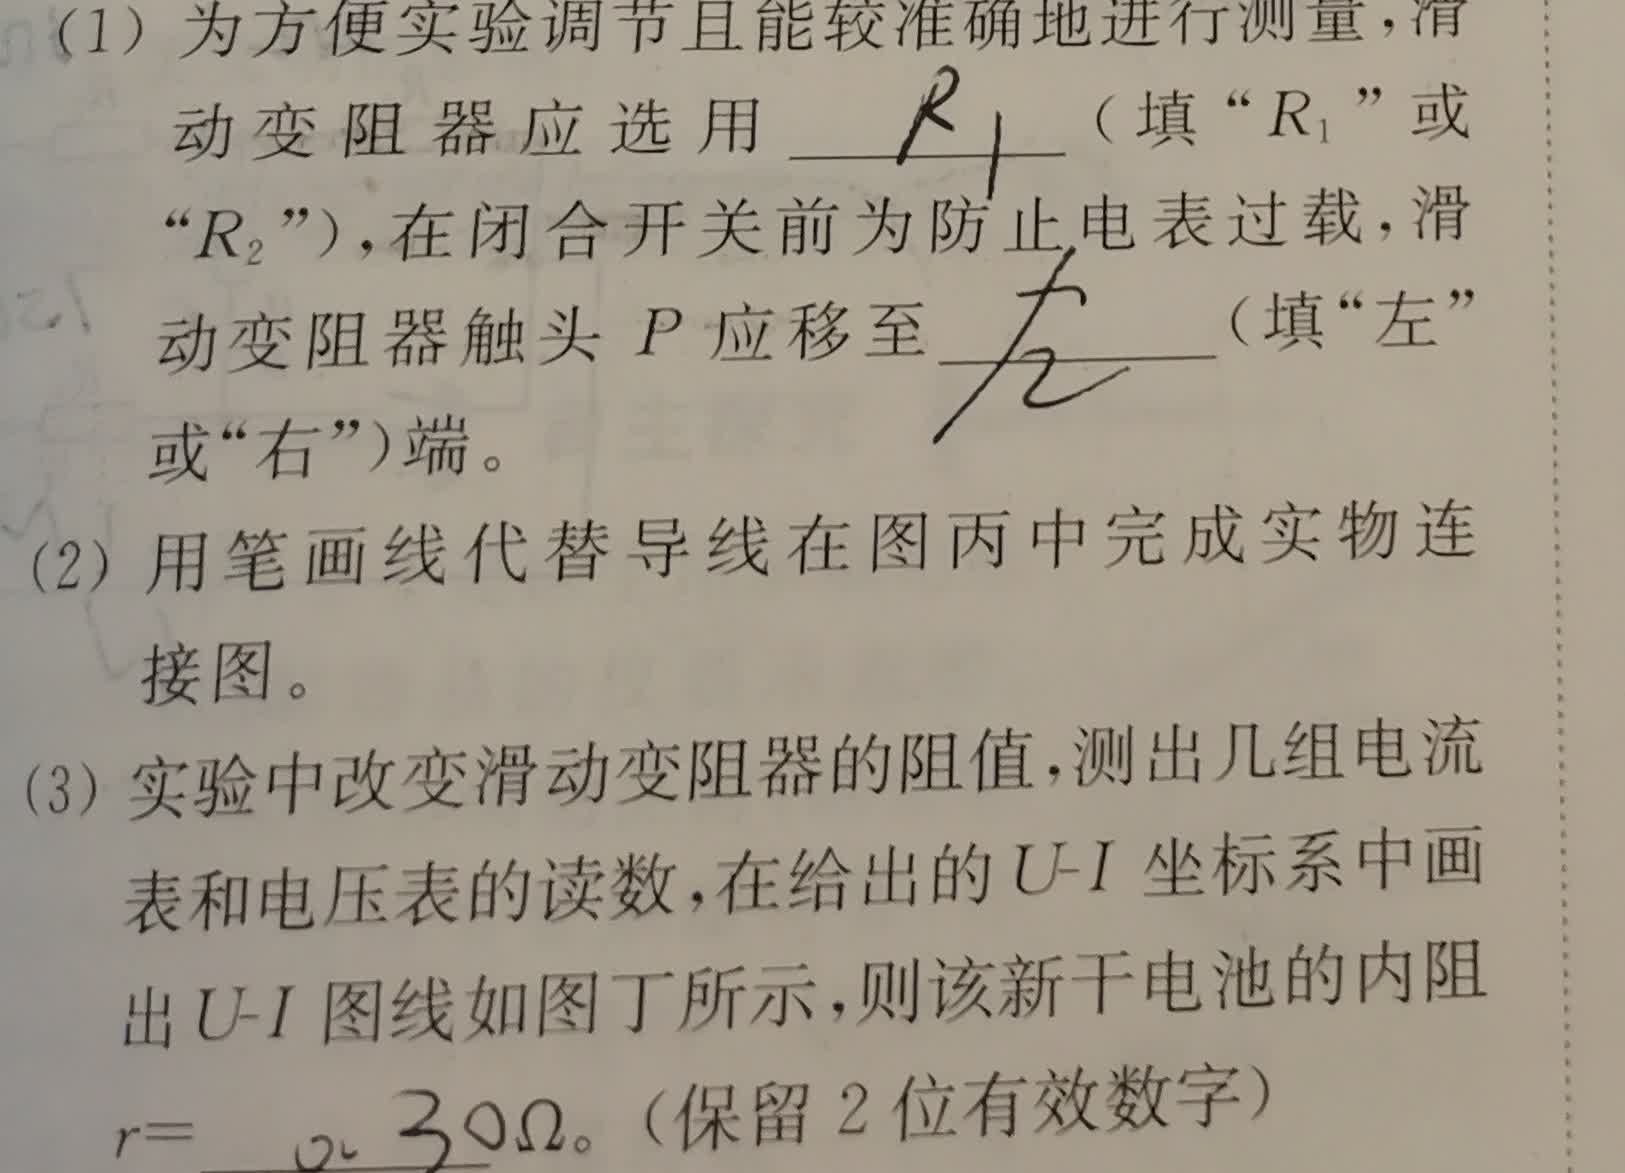 (1) 为方便实验调节且能较准确地进行测量,滑
动变阻器应选用 R₁ (填“R₁”或
“R₂”),在闭合开关前为防止电表过载,滑
动变阻器触头 P 应移至 左 (填“左”
或“右”)端。
(2) 用笔画线代替导线在图丙中完成实物连
接图。
(3) 实验中改变滑动变阻器的阻值,测出几组电流
表和电压表的读数,在给出的 U-I 坐标系中画
出 U-I 图线如图丁所示,则该新干电池的内阻
r= 0.30Ω。(保留 2 位有效数字)